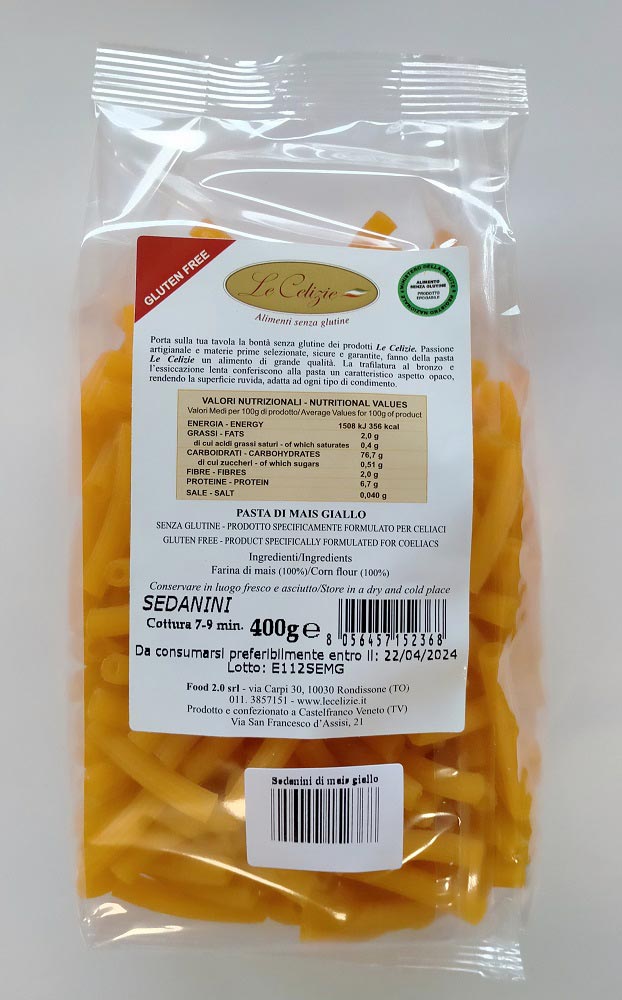 GLUTEN FREE
Le Celizie
Alimenti senza glutine
ALIMENTO
SENZA GLUTINE
PRODOTTO
EROGABILE
Porta sulla tua tavola la bontà senza glutine dei prodotti Le Celizie. Passione
artigianale e materie prime selezionate, sicure e garantite, fanno della pasta
Le Celizie un alimento di grande qualità. La trafilatura al bronzo e
l'essiccazione lenta conferiscono alla pasta un caratteristico aspetto opaco,
rendendo la superficie ruvida, adatta ad ogni tipo di condimento.
VALORI NUTRIZIONALI - NUTRITIONAL VALUES
Valori Medi per 100g di prodotto/Average Values for 100g of product
ENERGIA - ENERGY 1508 kJ 356 kcal
GRASSI - FATS 2,0 g
di cui acidi grassi saturi - of which saturates 0,4 g
CARBOIDRATI - CARBOHYDRATES 76,7 g
di cui zuccheri - of which sugars 0,51 g
FIBRE - FIBRES 2,0 g
PROTEINE - PROTEIN 6,7 g
SALE - SALT 0,040 g
PASTA DI MAIS GIALLO
SENZA GLUTINE - PRODOTTO SPECIFICAMENTE FORMULATO PER CELIACI
GLUTEN FREE - PRODUCT SPECIFICALLY FORMULATED FOR COELIACS
Ingredienti/Ingredients
Farina di mais (100%)/Corn flour (100%)
Conservare in luogo fresco e asciutto/Store in a dry and cold place
SEDANINI
Cottura 7-9 min. 400g e 8 056457 152368
Da consumarsi preferibilmente entro il: 22/04/2024
Lotto: E112SEMG
Food 2.0 srl - via Carpi 30, 10030 Rondissone (TO)
011. 3857151 - www.lecelizie.it
Prodotto e confezionato a Castelfranco Veneto (TV)
Via San Francesco d'Assisi, 21
Sedanini di mais giallo